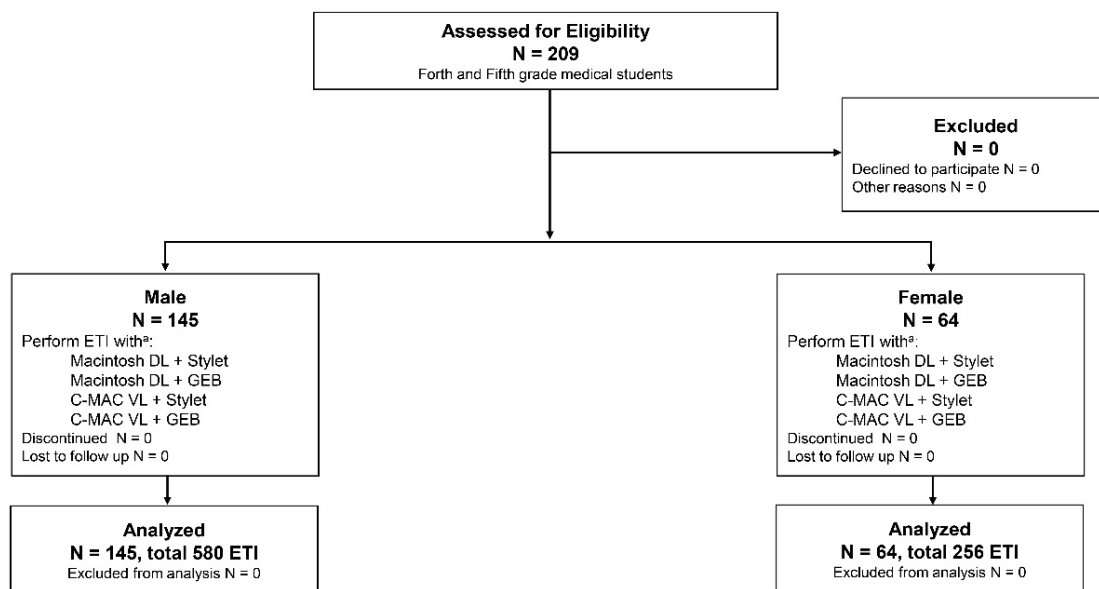 Assessed for Eligibility
N = 209
Forth and Fifth grade medical students
Excluded
N = 0
Declined to participate N = 0
Other reasons N = 0
Male
N = 145
Perform ETI withᵃ:
Macintosh DL + Stylet
Macintosh DL + GEB
C-MAC VL + Stylet
C-MAC VL + GEB
Discontinued N = 0
Lost to follow up N = 0
Female
N = 64
Perform ETI withᵃ:
Macintosh DL + Stylet
Macintosh DL + GEB
C-MAC VL + Stylet
C-MAC VL + GEB
Discontinued N = 0
Lost to follow up N = 0
Analyzed
N = 145, total 580 ETI
Excluded from analysis N = 0
Analyzed
N = 64, total 256 ETI
Excluded from analysis N = 0